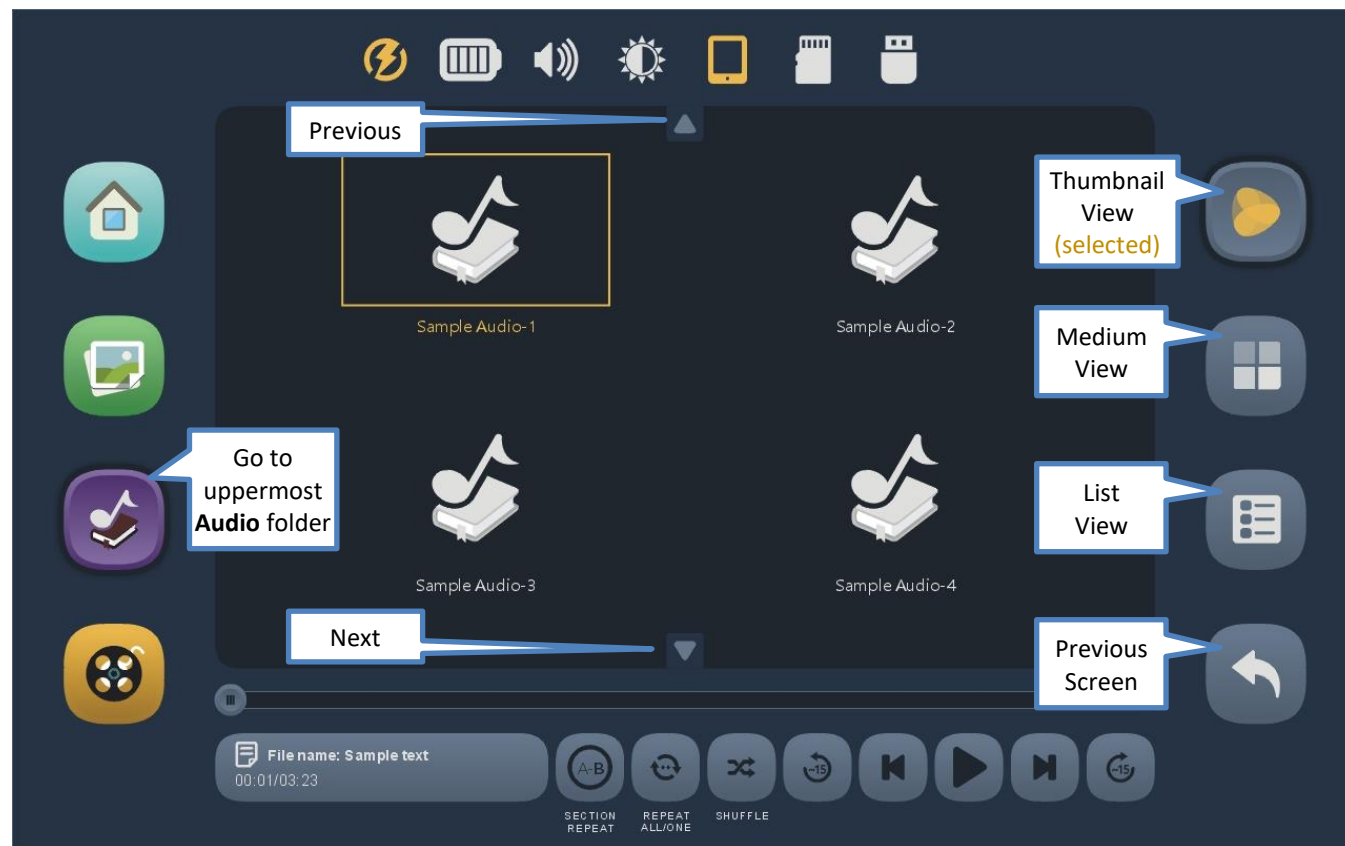 Previous
Thumbnail
View
(selected)
Sample Audio-1
Sample Audio-2
Medium
View
Go to
uppermost
Audio folder
List
View
Sample Audio-3
Sample Audio-4
Next
Previous
Screen
File name: Sample text
00:01/03:23
A-B
-15
-15
SECTION
REPEAT
REPEAT
ALL/ONE
SHUFFLE